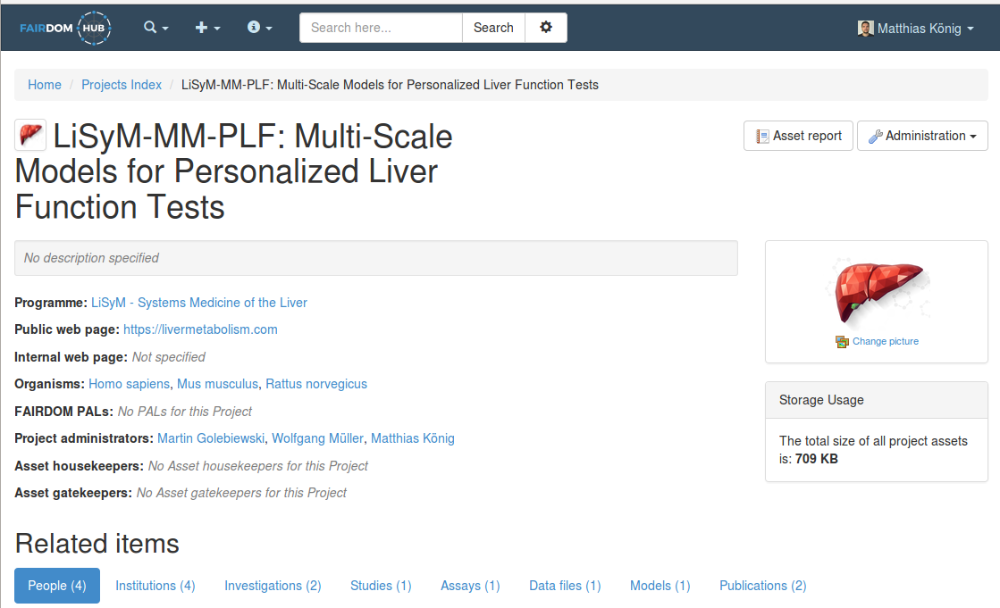 FAIRDOM HUB Search here... Search Matthias König
Home / Projects Index / LiSyM-MM-PLF: Multi-Scale Models for Personalized Liver Function Tests
LiSyM-MM-PLF: Multi-Scale
Models for Personalized Liver
Function Tests
Asset report Administration
No description specified
Programme: LiSyM - Systems Medicine of the Liver
Public web page: https://livermetabolism.com
Internal web page: Not specified
Organisms: Homo sapiens, Mus musculus, Rattus norvegicus
FAIRDOM PALs: No PALs for this Project
Project administrators: Martin Golebiewski, Wolfgang Müller, Matthias König
Asset housekeepers: No Asset housekeepers for this Project
Asset gatekeepers: No Asset gatekeepers for this Project
Change picture
Storage Usage
The total size of all project assets
is: 709 KB
Related items
People (4) Institutions (4) Investigations (2) Studies (1) Assays (1) Data files (1) Models (1) Publications (2)